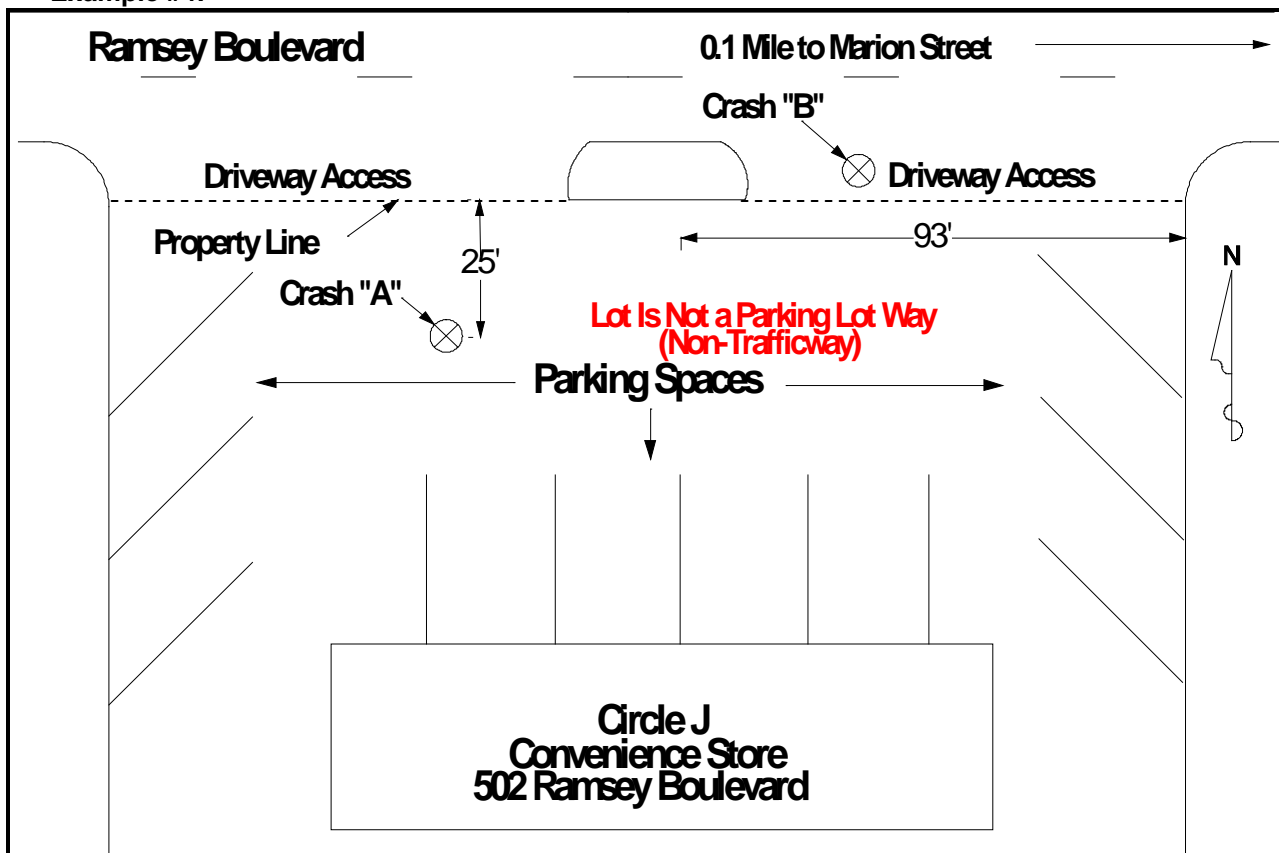 Ramsey Boulevard
0.1 Mile to Marion Street
Crash "B"
Driveway Access
Driveway Access
Property Line
25'
93'
N
Crash "A"
Lot Is Not a Parking Lot Way
(Non-Trafficway)
Parking Spaces
Circle J
Convenience Store
502 Ramsey Boulevard